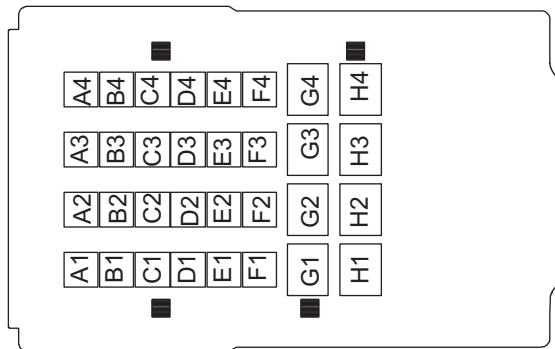 A4 B4 C4 D4 E4 F4 G4 H4
A3 B3 C3 D3 E3 F3 G3 H3
A2 B2 C2 D2 E2 F2 G2 H2
A1 B1 C1 D1 E1 F1 G1 H1